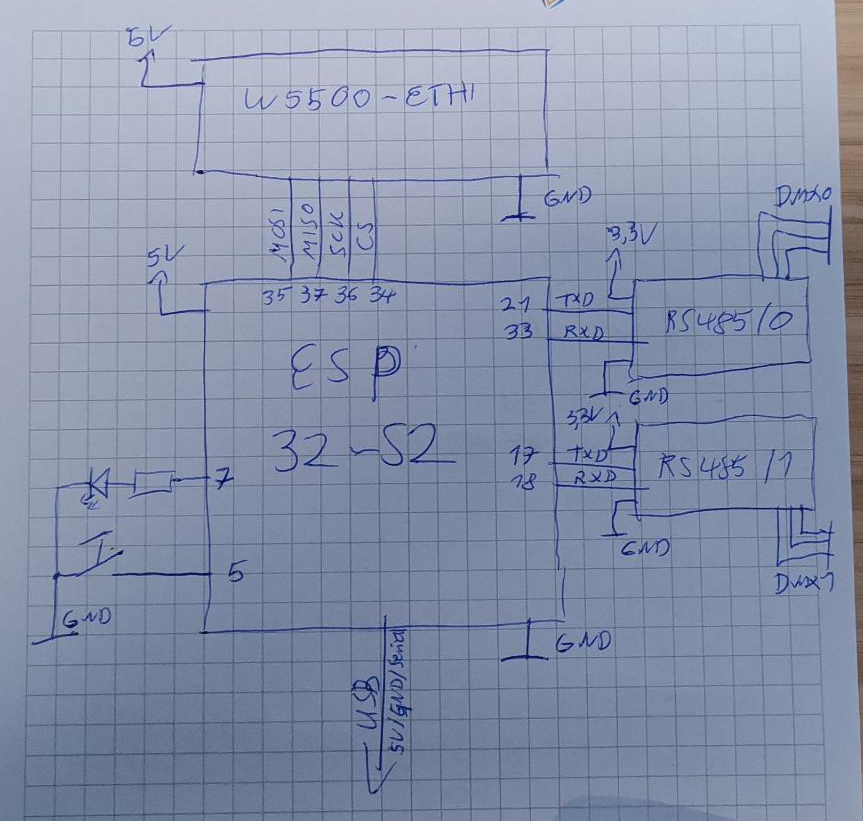 5V
W5500-ETH1
MOSI
MISO
SCK
CS
GND
DMX0
3,3V
5V
35 37 36 34
21 TXD
33 RXD
RS485/0
GND
ESP
32-S2
3,3V
17 TXD
18 RXD
RS485/1
GND
DMX1
7
5
GND
GND
USB
5V/GND/Serial